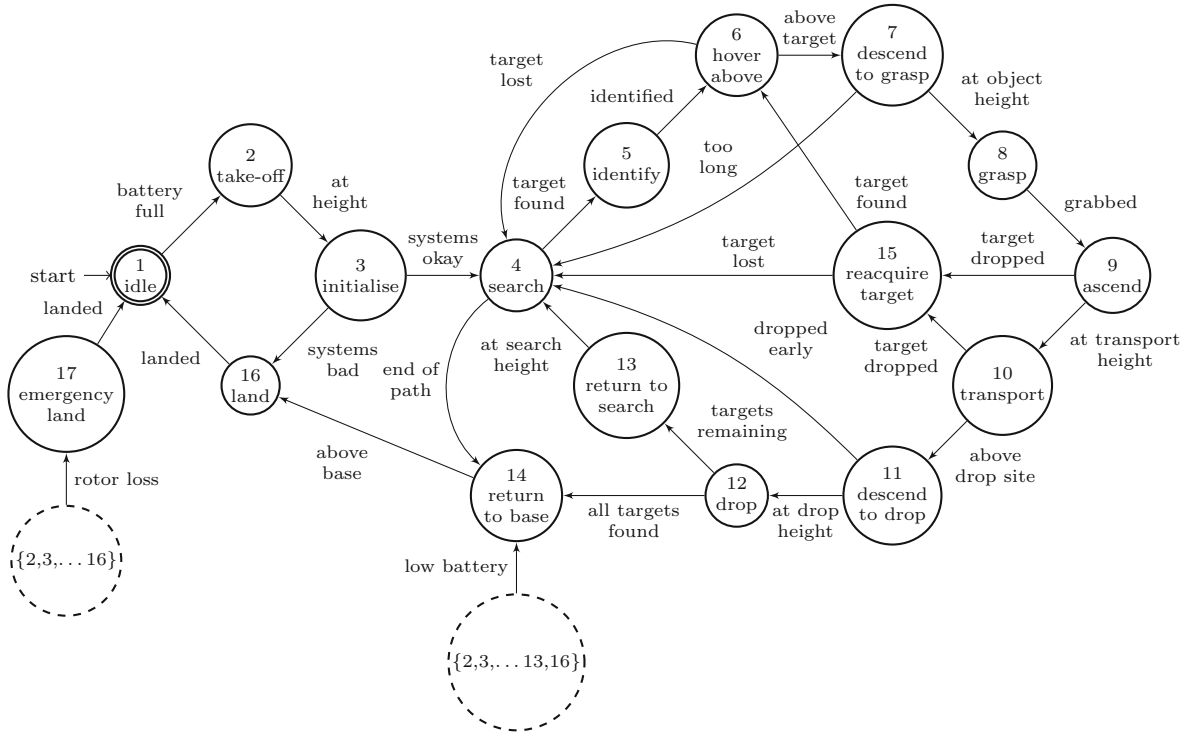 6
hover
above
above
target
7
descend
to grasp
target
lost
at object
height
identified
too
long
5
identify
8
grasp
2
take-off
battery
full
at
height
target
found
target
found
grabbed
systems
okay
target
lost
target
dropped
start
1
idle
3
initialise
4
search
15
reacquire
target
9
ascend
landed
landed
systems
bad
end of
path
at search
height
dropped
early
target
dropped
at transport
height
17
emergency
land
16
land
13
return to
search
10
transport
targets
remaining
above
base
above
drop site
rotor loss
14
return
to base
all targets
found
12
drop
at drop
height
11
descend
to drop
{2,3,...16}
low battery
{2,3,...13,16}